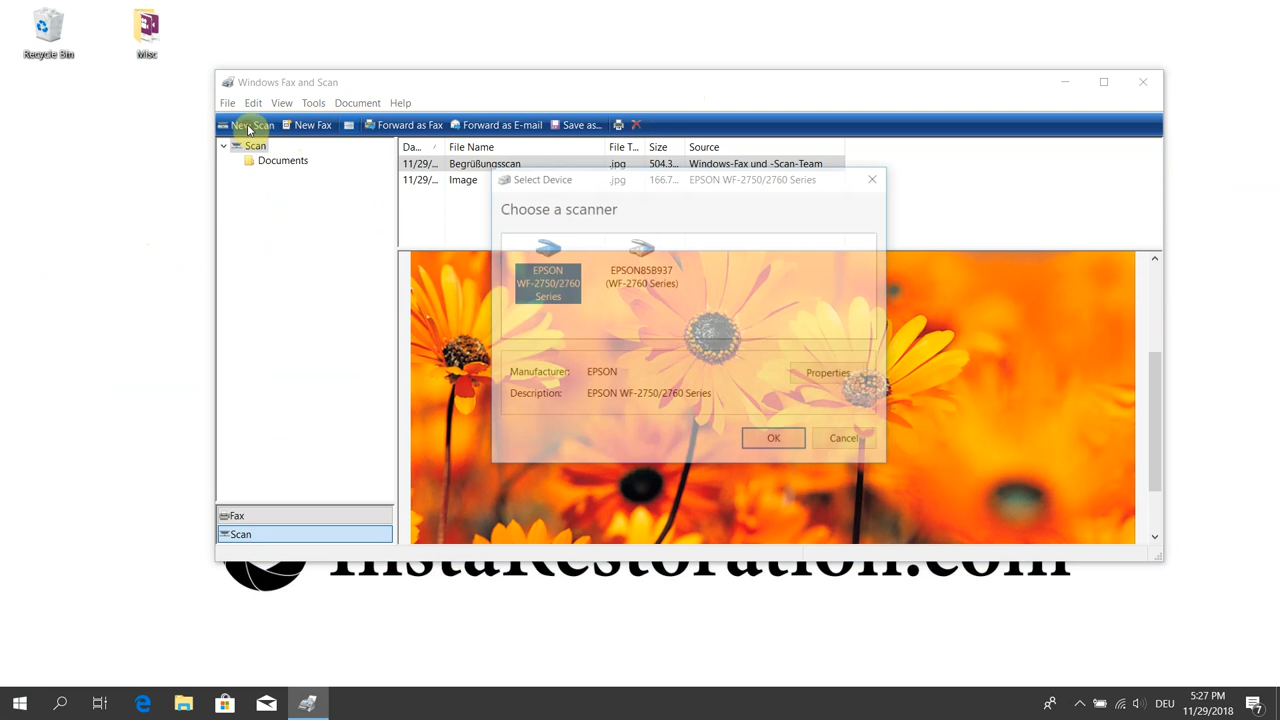 Recycle Bin
Misc
Windows Fax and Scan
File Edit View Tools Document Help
New Scan New Fax Forward as Fax Forward as E-mail Save as...
Scan
Documents
Da... File Name File T... Size Source
11/29/... Begrüßungsscan .jpg 504.3... Windows-Fax und -Scan-Team
11/29/... Image .jpg 166.7... EPSON WF-2750/2760 Series
Select Device
Choose a scanner
EPSON
WF-2750/2760
Series
EPSON85B937
(WF-2760 Series)
Manufacturer: EPSON
Properties
Description: EPSON WF-2750/2760 Series
OK Cancel
Fax
Scan
InstaRestoration.com
DEU
5:27 PM
11/29/2018
7